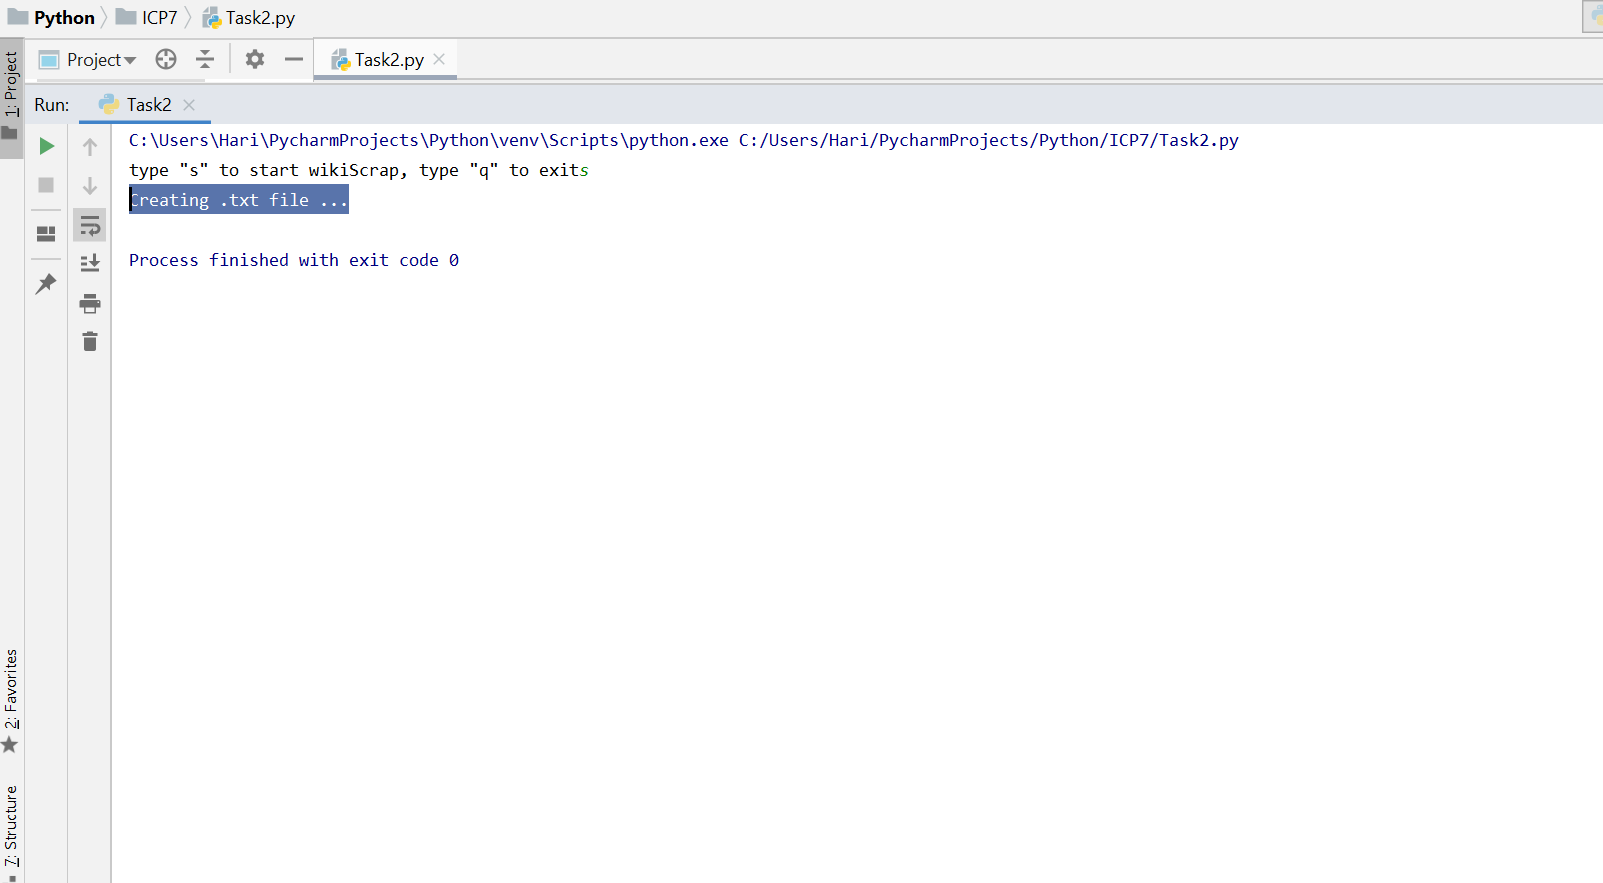 Python ICP7 Task2.py
Project Task2.py
Run: Task2
C:\Users\Hari\PycharmProjects\Python\venv\Scripts\python.exe C:/Users/Hari/PycharmProjects/Python/ICP7/Task2.py
type "s" to start wikiScrap, type "q" to exits
Creating .txt file ...
Process finished with exit code 0
1: Project
2: Favorites
7: Structure